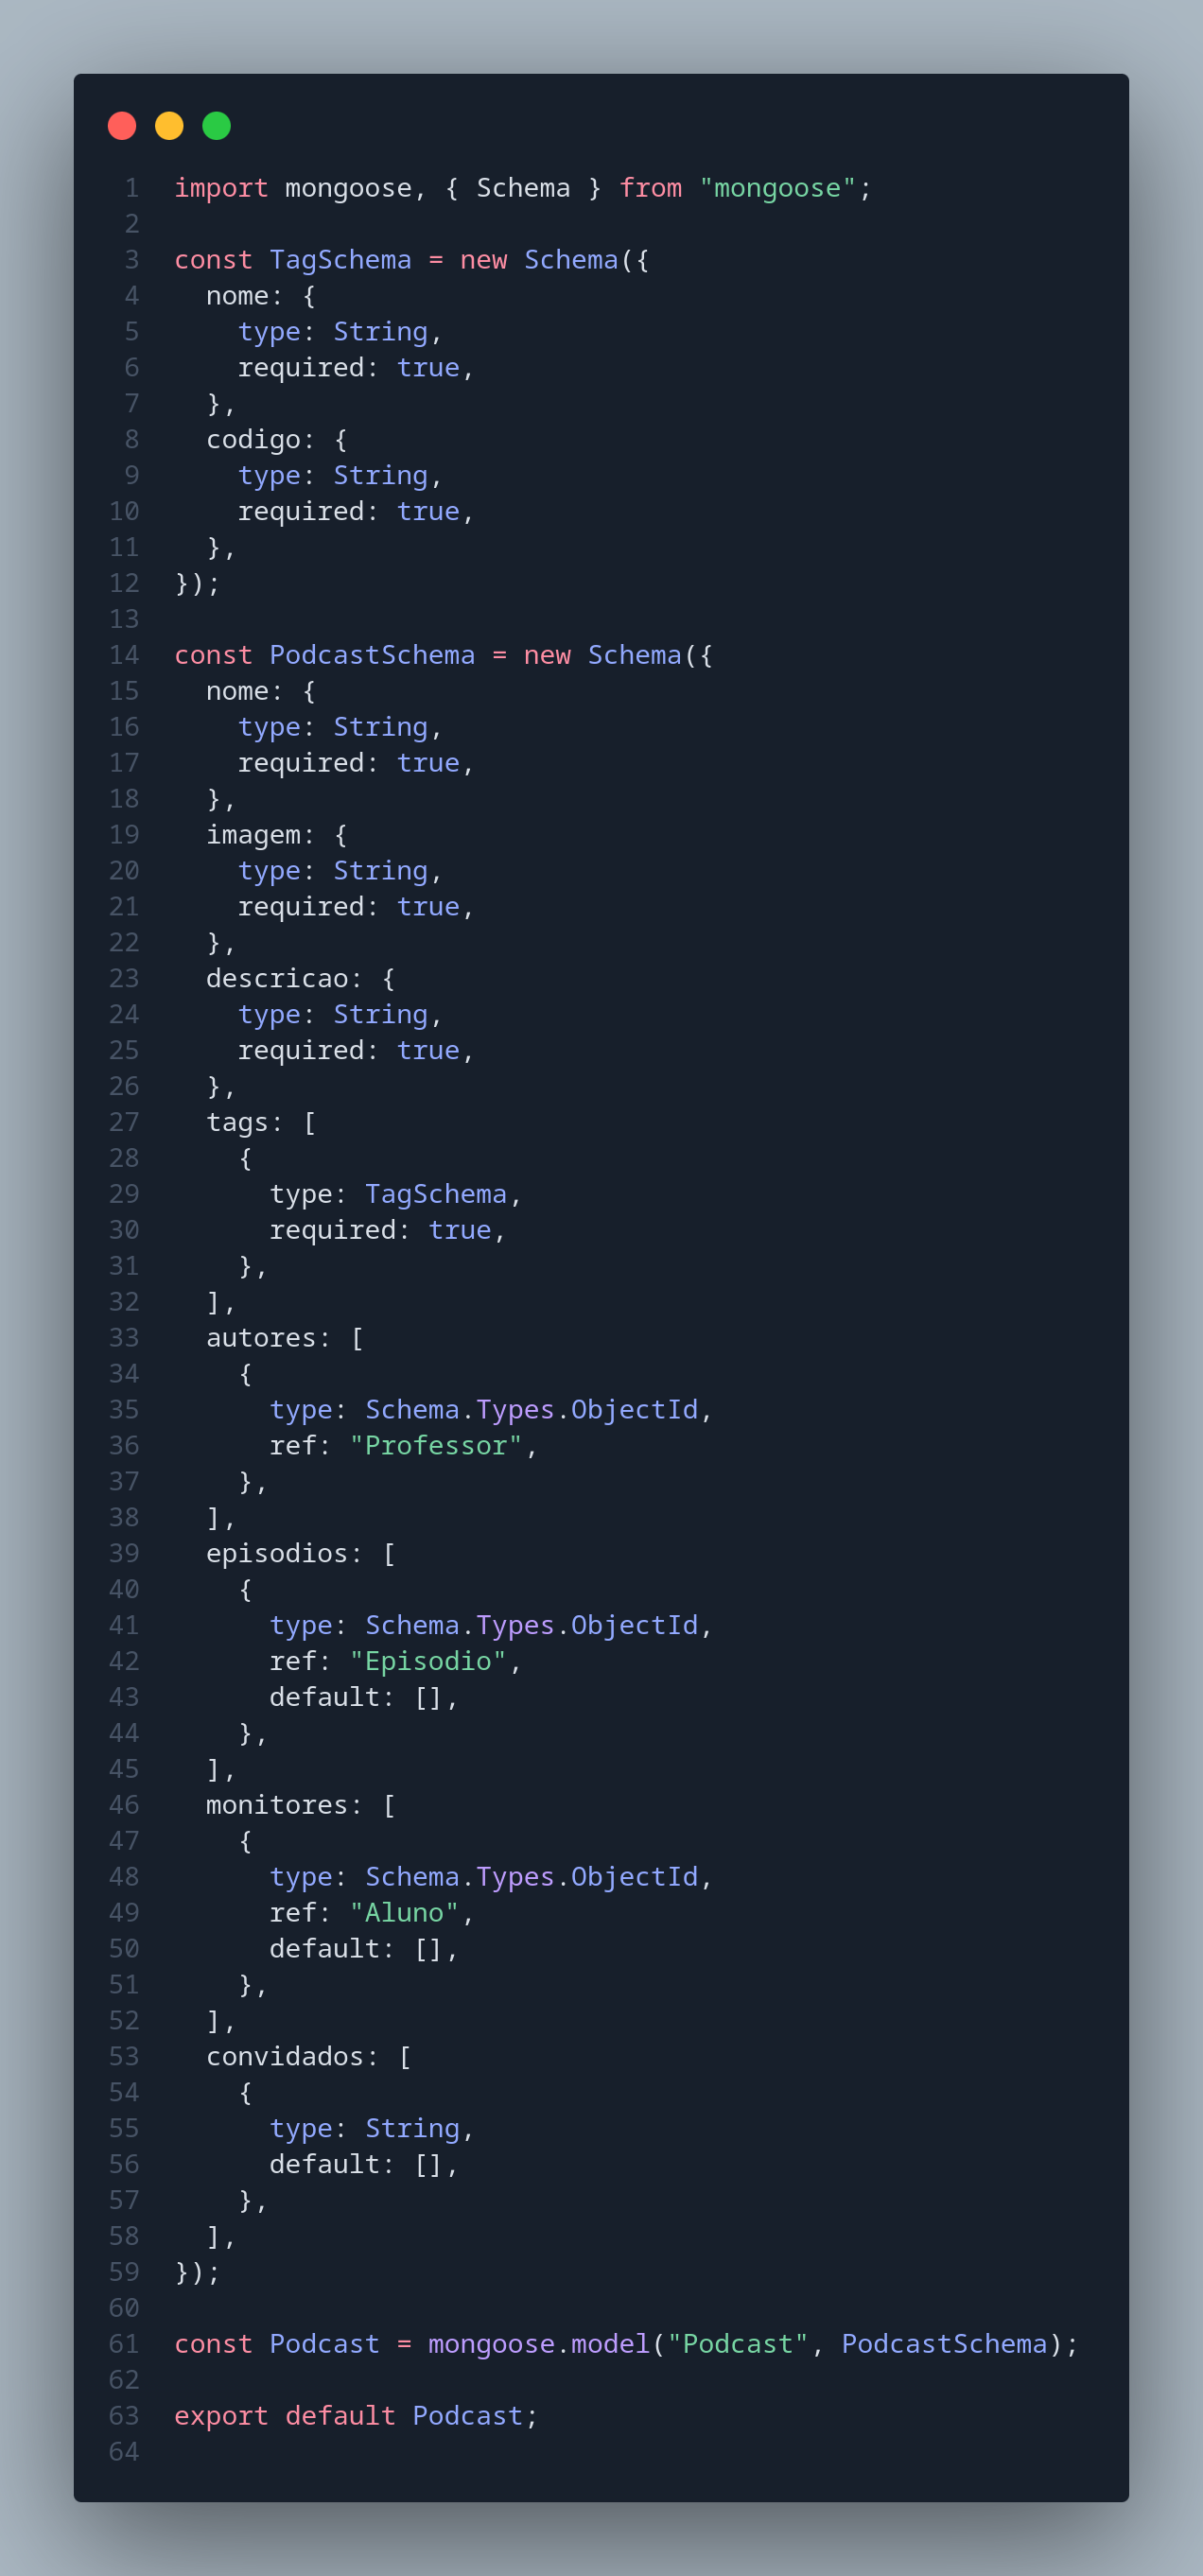 1 import mongoose, { Schema } from "mongoose";
2
3 const TagSchema = new Schema({
4   nome: {
5     type: String,
6     required: true,
7   },
8   codigo: {
9     type: String,
10     required: true,
11   },
12 });
13
14 const PodcastSchema = new Schema({
15   nome: {
16     type: String,
17     required: true,
18   },
19   imagem: {
20     type: String,
21     required: true,
22   },
23   descricao: {
24     type: String,
25     required: true,
26   },
27   tags: [
28     {
29       type: TagSchema,
30       required: true,
31     },
32   ],
33   autores: [
34     {
35       type: Schema.Types.ObjectId,
36       ref: "Professor",
37     },
38   ],
39   episodios: [
40     {
41       type: Schema.Types.ObjectId,
42       ref: "Episodio",
43       default: [],
44     },
45   ],
46   monitores: [
47     {
48       type: Schema.Types.ObjectId,
49       ref: "Aluno",
50       default: [],
51     },
52   ],
53   convidados: [
54     {
55       type: String,
56       default: [],
57     },
58   ],
59 });
60
61 const Podcast = mongoose.model("Podcast", PodcastSchema);
62
63 export default Podcast;
64